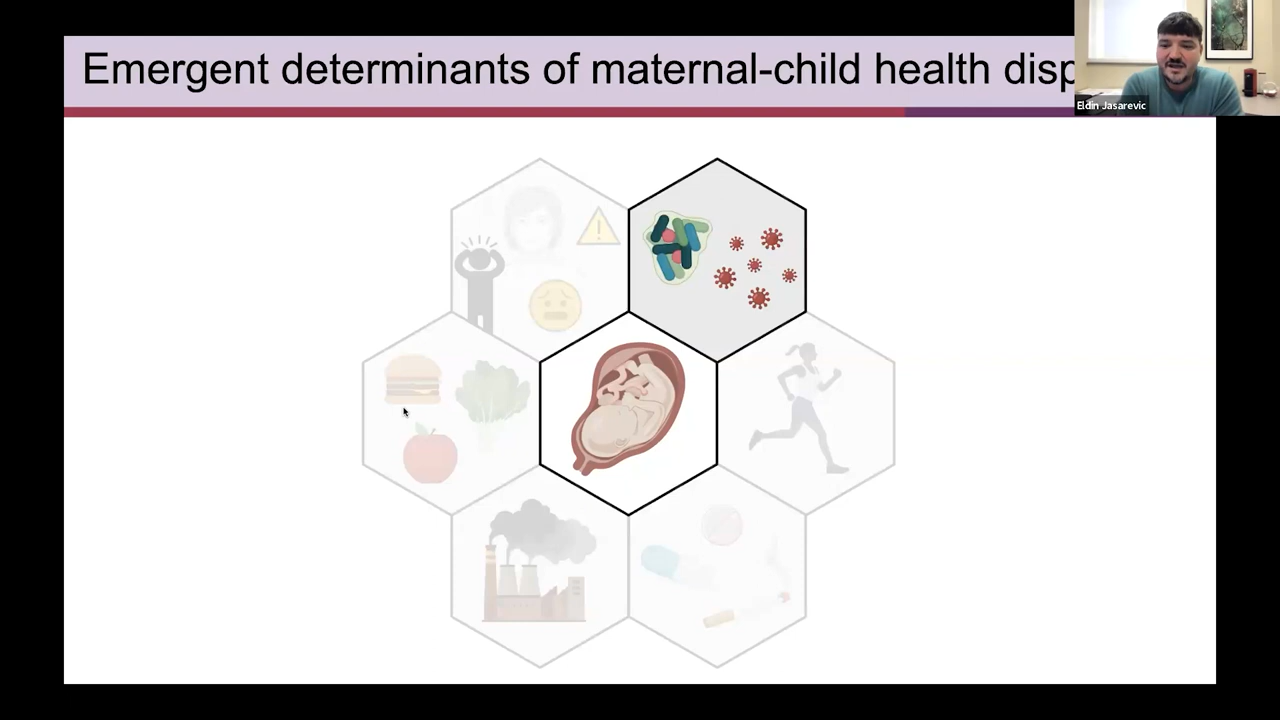 Emergent determinants of maternal-child health disp
Eldin Jasarevic